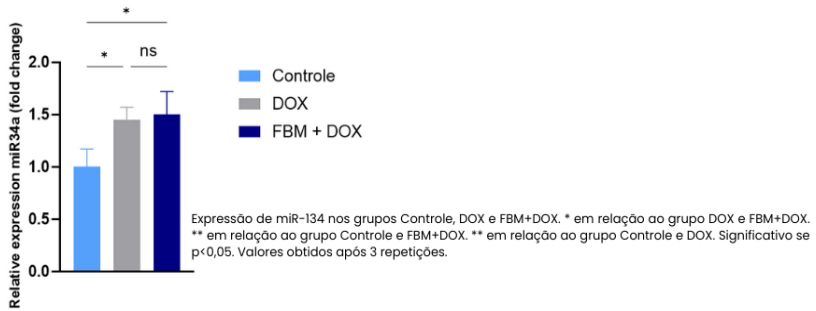 Relative expression miR34a (fold change)
*
*
ns
2.0
1.5
1.0
0.5
0.0
Controle
DOX
FBM + DOX
Expressão de miR-134 nos grupos Controle, DOX e FBM+DOX. * em relação ao grupo DOX e FBM+DOX.
** em relação ao grupo Controle e FBM+DOX. ** em relação ao grupo Controle e DOX. Significativo se
p<0,05. Valores obtidos após 3 repetições.